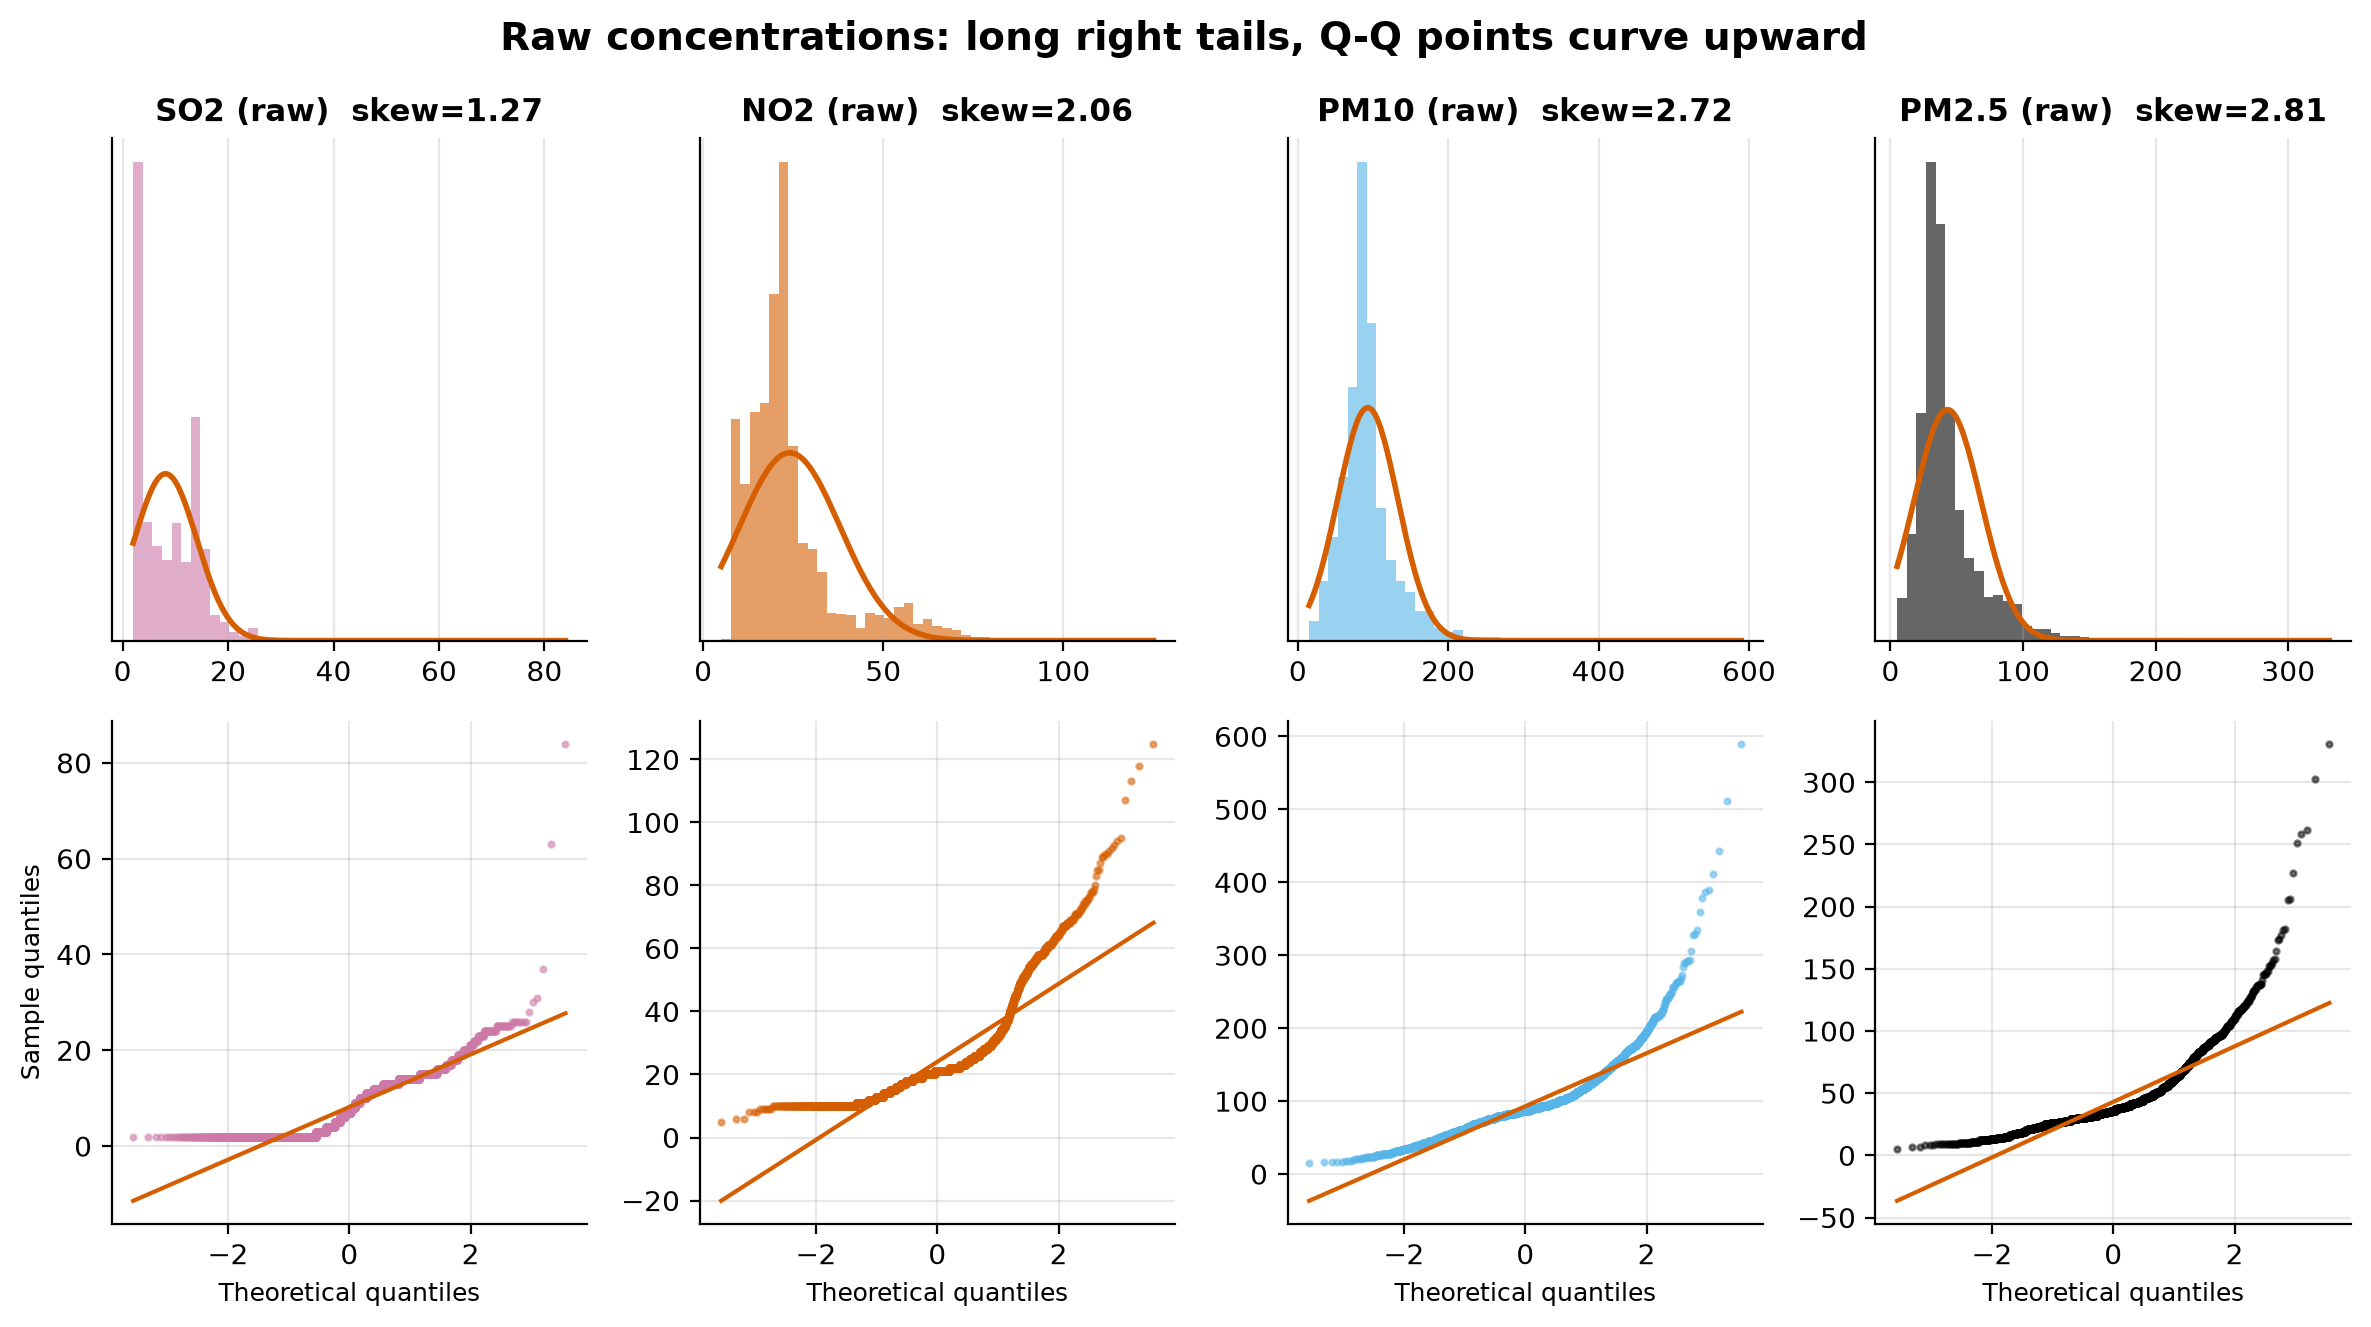 Raw concentrations: long right tails, Q-Q points curve upward
SO2 (raw)  skew=1.27
NO2 (raw)  skew=2.06
PM10 (raw)  skew=2.72
PM2.5 (raw)  skew=2.81
0 20 40 60 80
0 50 100
0 200 400 600
0 100 200 300
Sample quantiles
80
60
40
20
0
−2 0 2
Theoretical quantiles
120
100
80
60
40
20
0
−20
−2 0 2
Theoretical quantiles
600
500
400
300
200
100
0
−2 0 2
Theoretical quantiles
300
250
200
150
100
50
0
−50
−2 0 2
Theoretical quantiles